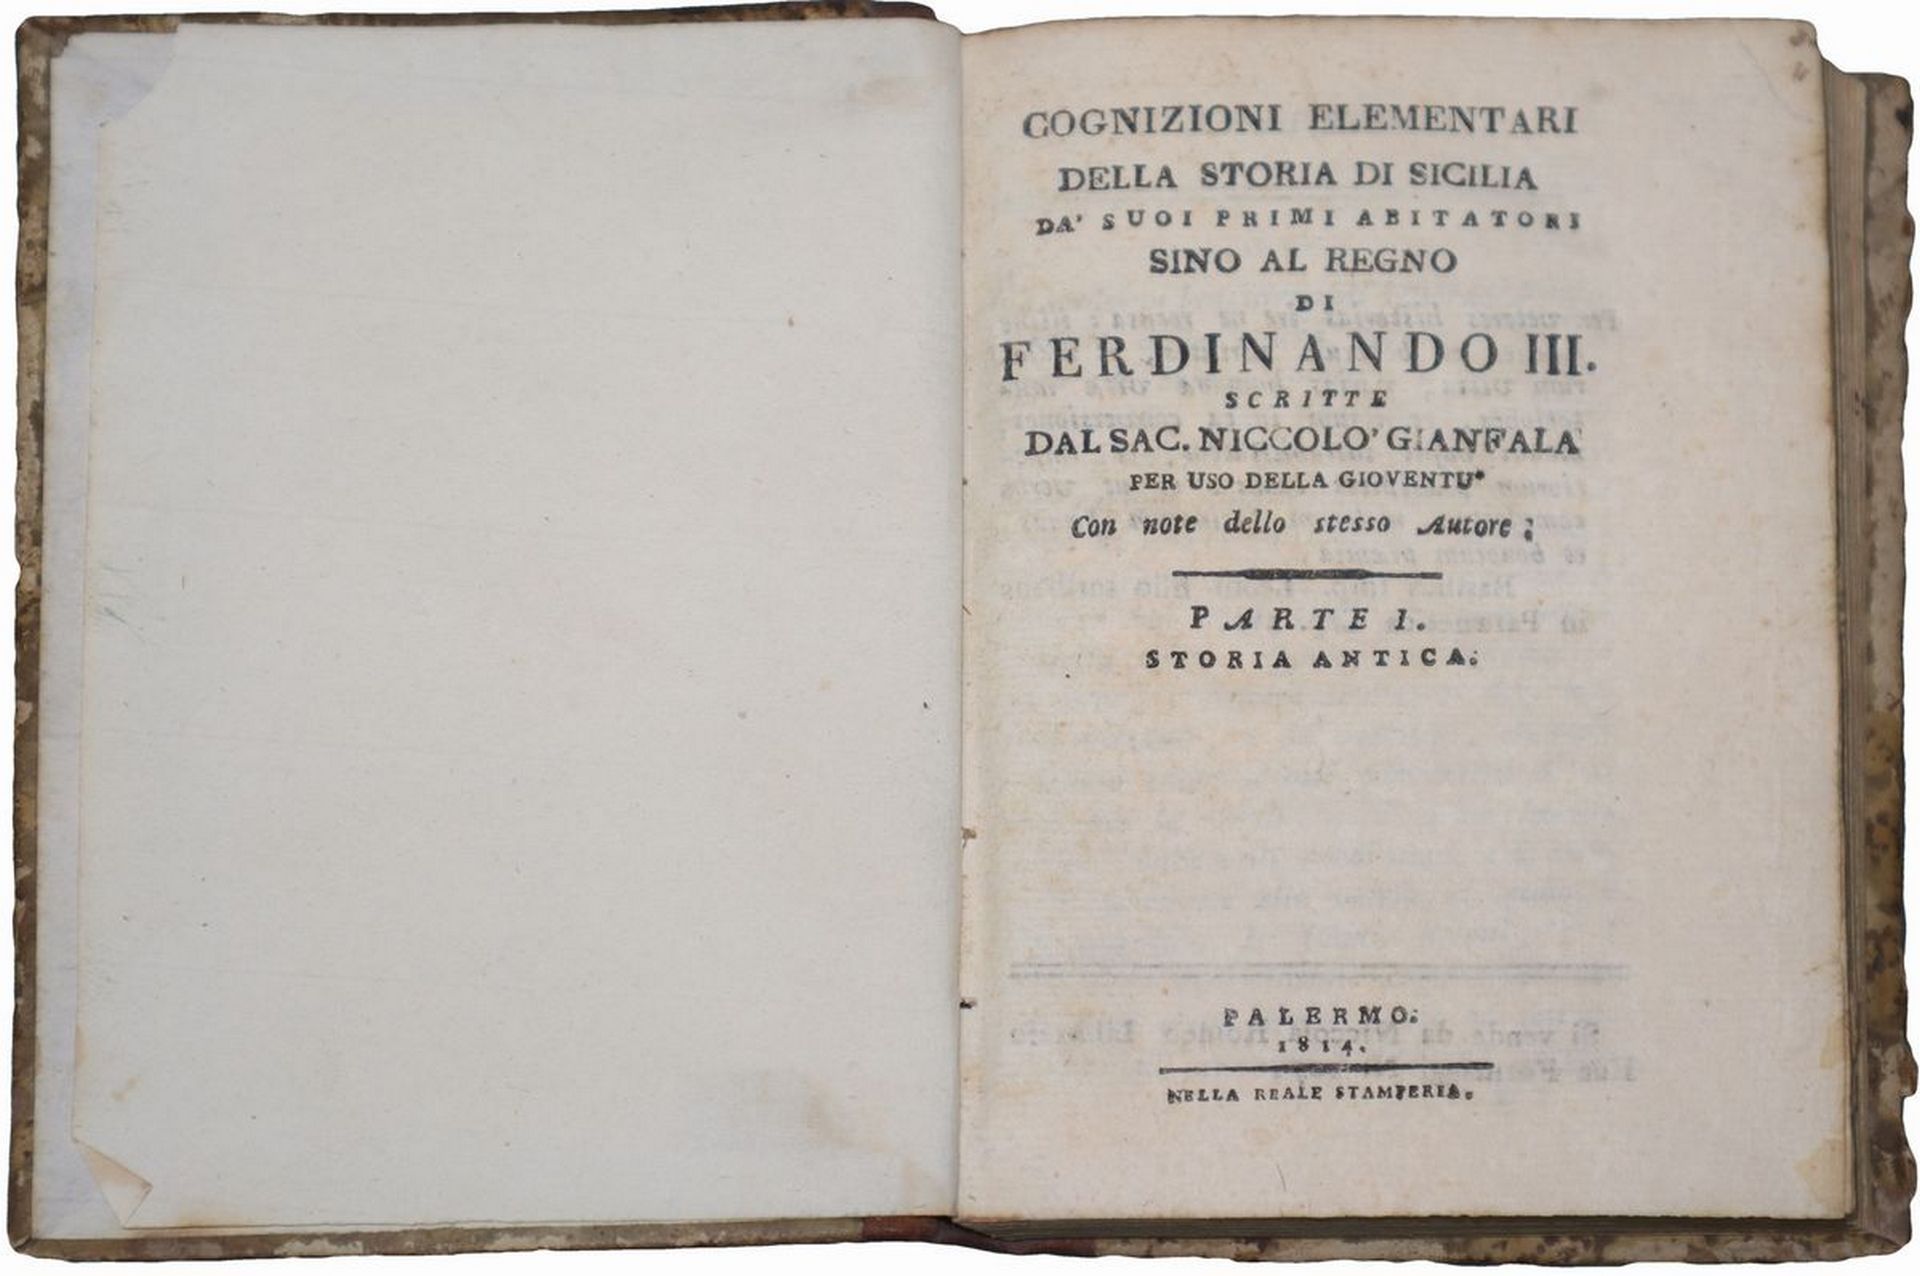 COGNIZIONI ELEMENTARI
DELLA STORIA DI SICILIA
DA' SUOI PRIMI ABITATORI
SINO AL REGNO
DI
FERDINANDO III.
SCRITTE
DAL SAC. NICCOLO' GIANFALA
PER USO DELLA GIOVENTU'
Con note dello stesso Autore.
PARTE I.
STORIA ANTICA.
PALERMO.
1814.
NELLA REALE STAMPERIA.